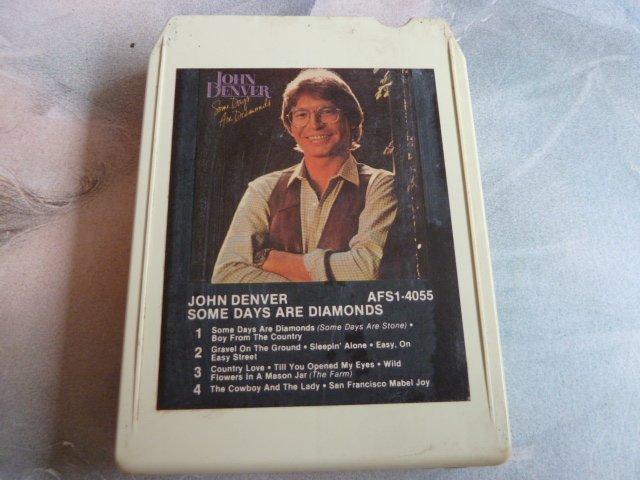 JOHN
DENVER
Some Days
Are Diamonds
JOHN DENVER AFS1-4055
SOME DAYS ARE DIAMONDS
1 Some Days Are Diamonds (Some Days Are Stone) •
Boy From The Country
2 Gravel On The Ground • Sleepin' Alone • Easy, On
Easy Street
3 Country Love • Till You Opened My Eyes • Wild
Flowers In A Mason Jar (The Farm)
4 The Cowboy And The Lady • San Francisco Mabel Joy